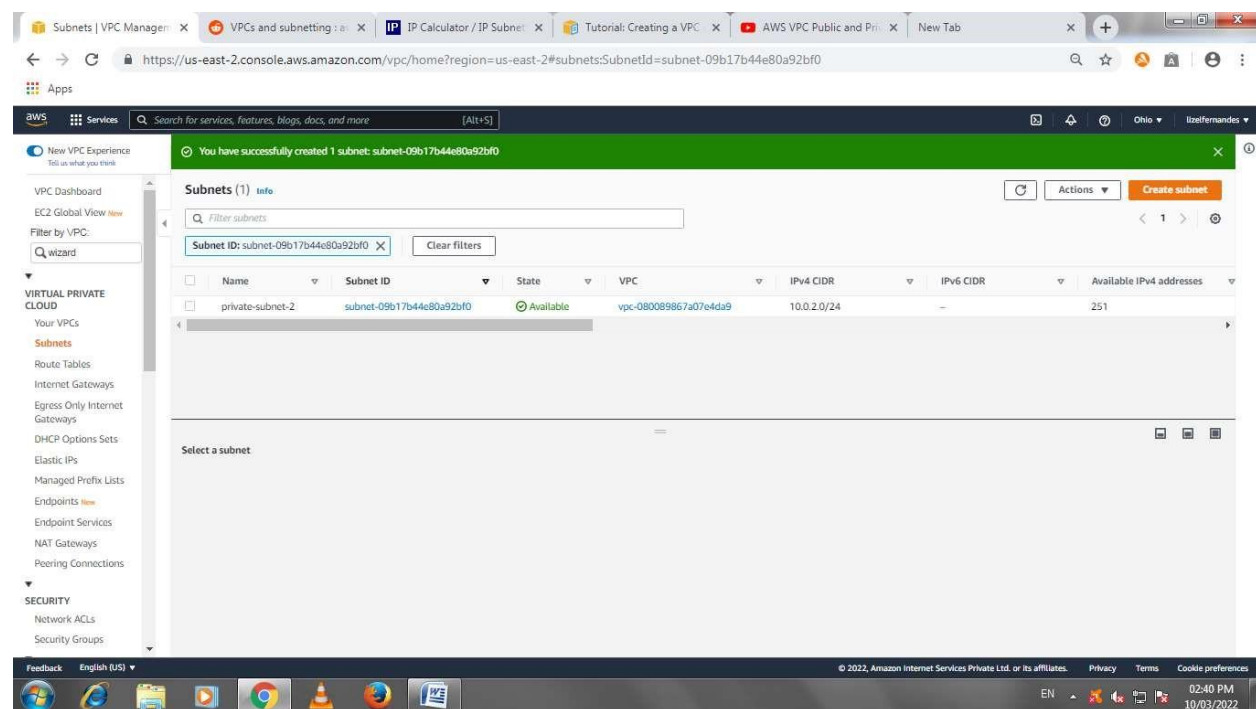 Subnets | VPC Managem
VPCs and subnetting : a
IP IP Calculator / IP Subnet
Tutorial: Creating a VPC
AWS VPC Public and Pri
New Tab
https://us-east-2.console.aws.amazon.com/vpc/home?region=us-east-2#subnets:SubnetId=subnet-09b17b44e80a92bf0
Apps
aws Services Search for services, features, blogs, docs, and more [Alt+S] Ohio lizelfernandes
New VPC Experience
Tell us what you think
You have successfully created 1 subnet: subnet-09b17b44e80a92bf0
VPC Dashboard
EC2 Global View New
Filter by VPC:
wizard
VIRTUAL PRIVATE
CLOUD
Your VPCs
Subnets
Route Tables
Internet Gateways
Egress Only Internet
Gateways
DHCP Options Sets
Elastic IPs
Managed Prefix Lists
Endpoints New
Endpoint Services
NAT Gateways
Peering Connections
SECURITY
Network ACLs
Security Groups
Subnets (1) Info
Actions
Create subnet
Filter subnets
1
Subnet ID: subnet-09b17b44e80a92bf0
Clear filters
Name Subnet ID State VPC IPv4 CIDR IPv6 CIDR Available IPv4 addresses
private-subnet-2 subnet-09b17b44e80a92bf0 Available vpc-080089867a07e4da9 10.0.2.0/24 – 251
Select a subnet
Feedback English (US) © 2022, Amazon Internet Services Private Ltd. or its affiliates. Privacy Terms Cookie preferences
EN 02:40 PM
10/03/2022